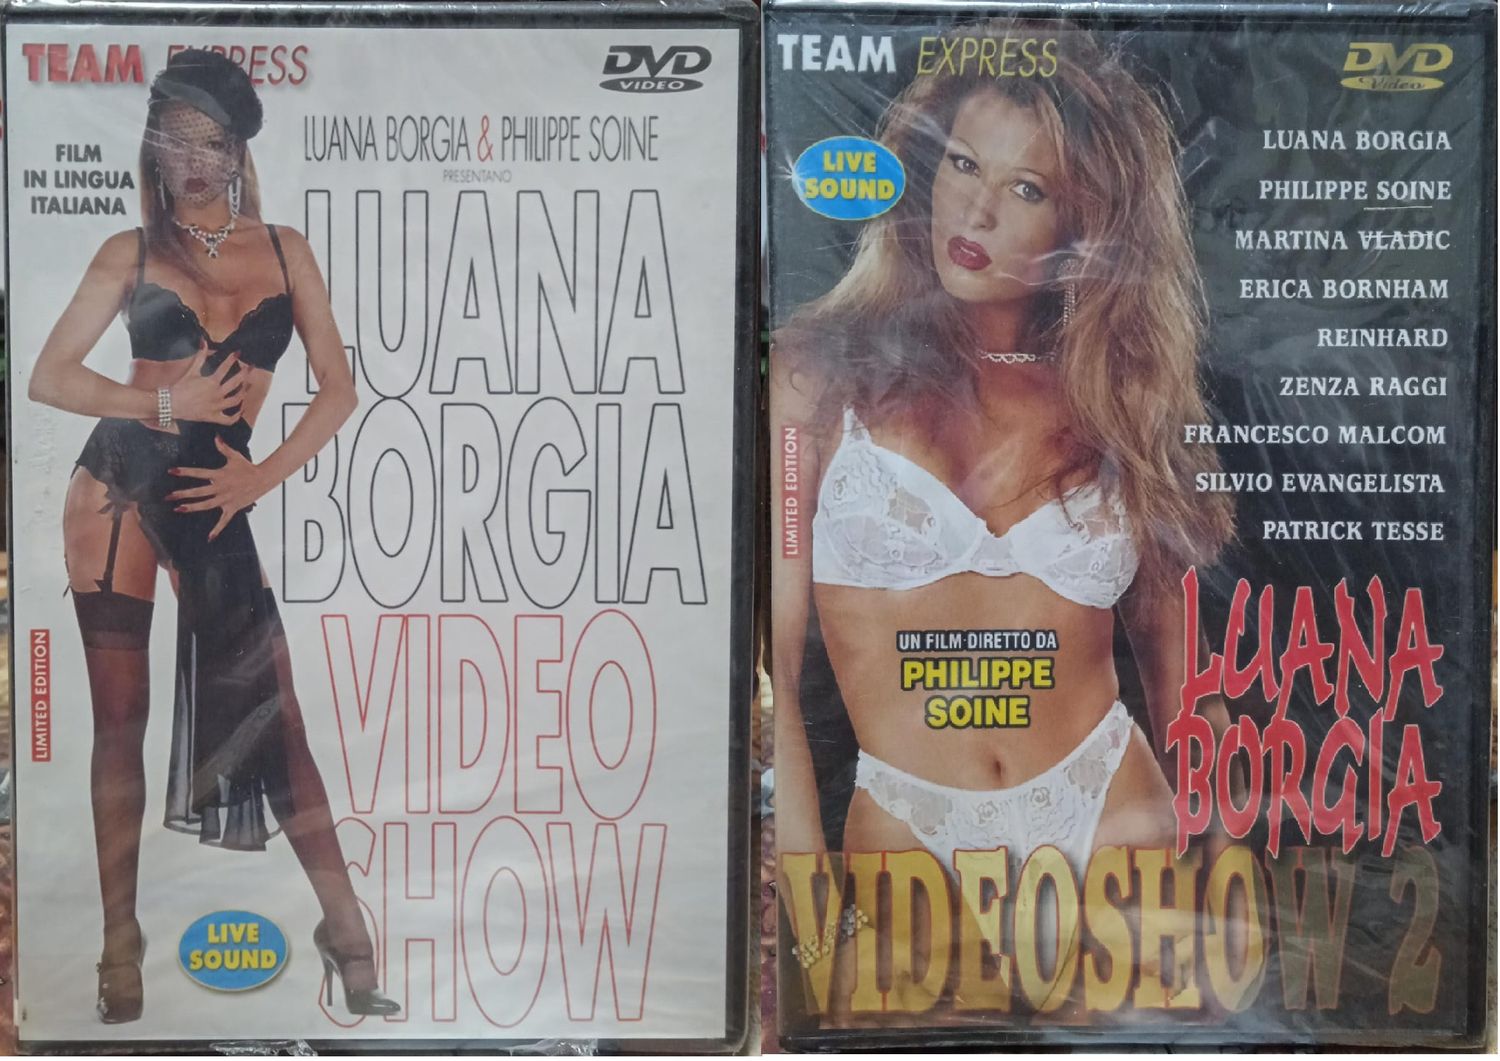 TEAM EXPRESS
DVD
VIDEO
FILM
IN LINGUA
ITALIANA
LUANA BORGIA & PHILIPPE SOINE
PRESENTANO
LUANA
BORGIA
VIDEO
SHOW
LIMITED EDITION
LIVE
SOUND
TEAM EXPRESS
DVD
Video
LIVE
SOUND
LUANA BORGIA
PHILIPPE SOINE
MARTINA VLADIC
ERICA BORNHAM
REINHARD
ZENZA RAGGI
FRANCESCO MALCOM
SILVIO EVANGELISTA
PATRICK TESSE
LIMITED EDITION
UN FILM DIRETTO DA
PHILIPPE
SOINE
LUANA
BORGIA
VIDEOSHOW 2